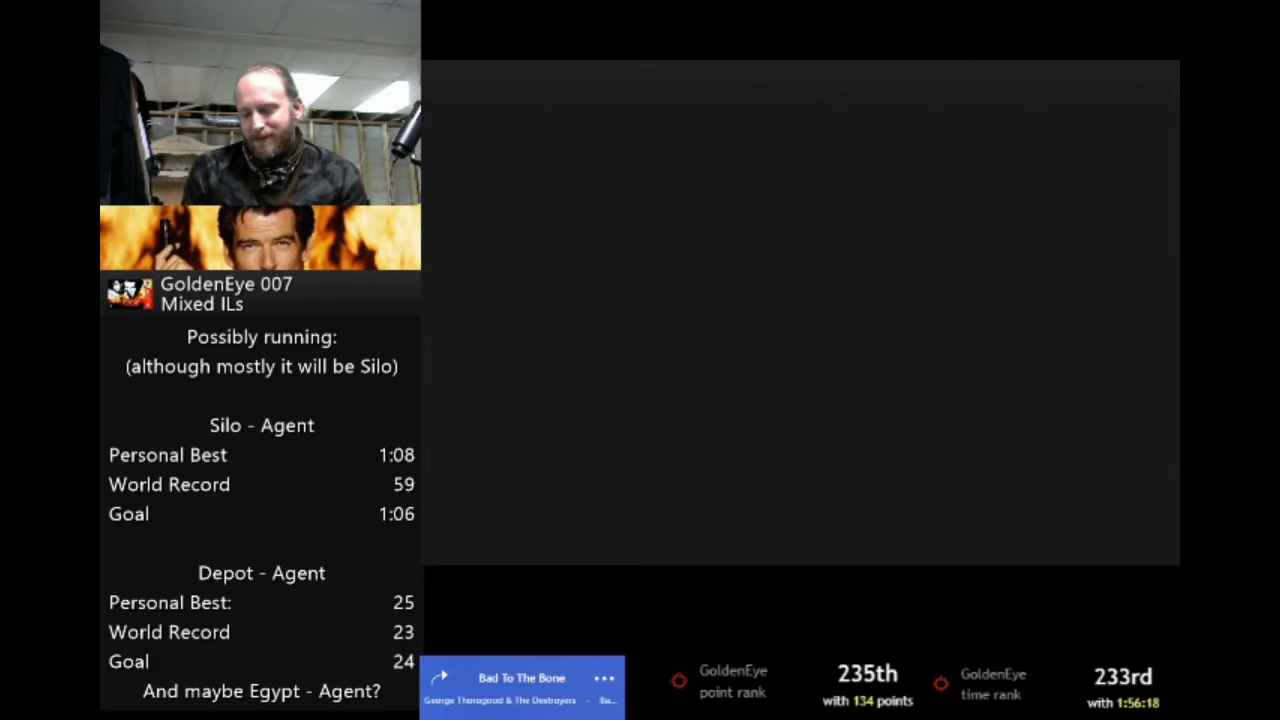 GoldenEye 007
Mixed ILs
Possibly running:
(although mostly it will be Silo)
Silo - Agent
Personal Best 1:08
World Record 59
Goal 1:06
Depot - Agent
Personal Best: 25
World Record 23
Goal 24
And maybe Egypt - Agent?
Bad To The Bone
George Thorogood & The Destroyers - Ba...
GoldenEye
point rank
235th
with 134 points
GoldenEye
time rank
233rd
with 1:56:18